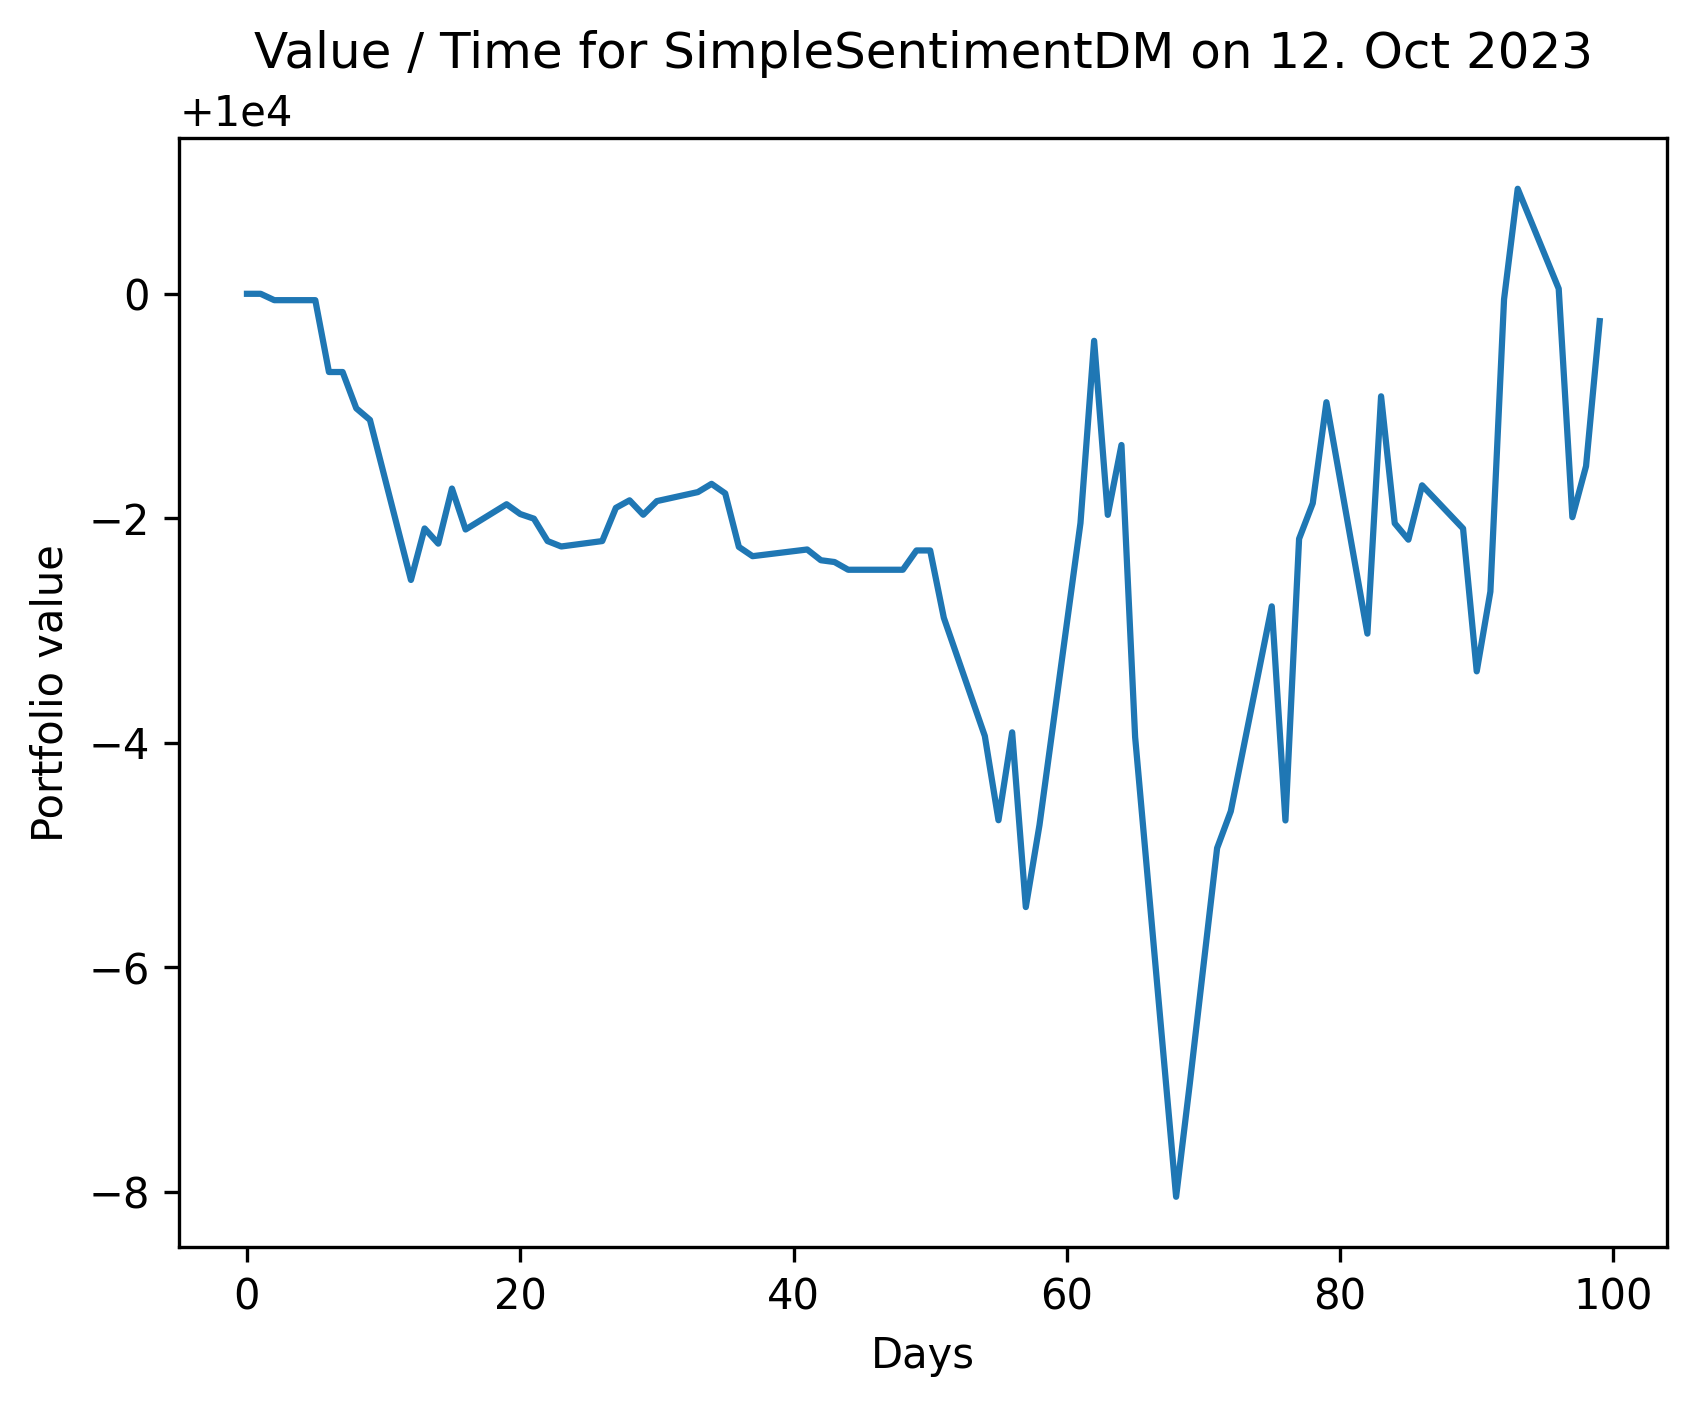 Value / Time for SimpleSentimentDM on 12. Oct 2023
+1e4
0
−2
−4
−6
−8
Portfolio value
0 20 40 60 80 100
Days